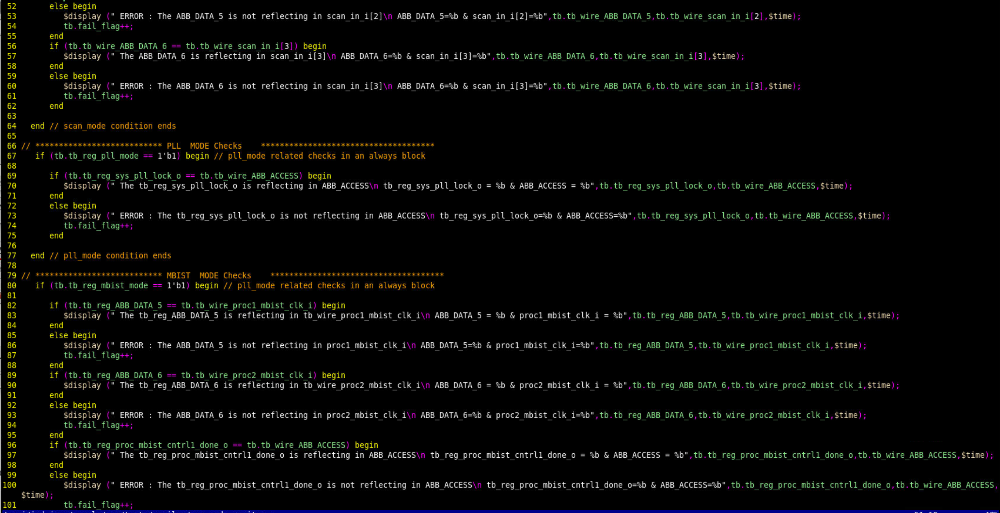 52       else begin
53          $display (" ERROR : The ABB_DATA_5 is not reflecting in scan_in_i[2]\n ABB_DATA_5=%b & scan_in_i[2]=%b",tb.tb_wire_ABB_DATA_5,tb.tb_wire_scan_in_i[2],$time);
54          tb.fail_flag++;
55       end
56       if (tb.tb_wire_ABB_DATA_6 == tb.tb_wire_scan_in_i[3]) begin
57          $display (" The ABB_DATA_6 is reflecting in scan_in_i[3]\n ABB_DATA_6=%b & scan_in_i[3]=%b",tb.tb_wire_ABB_DATA_6,tb.tb_wire_scan_in_i[3],$time);
58       end
59       else begin
60          $display (" ERROR : The ABB_DATA_6 is not reflecting in scan_in_i[3]\n ABB_DATA_6=%b & scan_in_i[3]=%b",tb.tb_wire_ABB_DATA_6,tb.tb_wire_scan_in_i[3],$time);
61          tb.fail_flag++;
62       end
63
64   end // scan_mode condition ends
65
66 // *************************** PLL  MODE Checks    *************************************
67    if (tb.tb_reg_pll_mode == 1'b1) begin // pll_mode related checks in an always block
68
69       if (tb.tb_reg_sys_pll_lock_o == tb.tb_wire_ABB_ACCESS) begin
70          $display (" The tb_reg_sys_pll_lock_o is reflecting in ABB_ACCESS\n tb_reg_sys_pll_lock_o = %b & ABB_ACCESS = %b",tb.tb_reg_sys_pll_lock_o,tb.tb_wire_ABB_ACCESS,$time);
71       end
72       else begin
73          $display (" ERROR : The tb_reg_sys_pll_lock_o is not reflecting in ABB_ACCESS\n tb_reg_sys_pll_lock_o=%b & ABB_ACCESS=%b",tb.tb_reg_sys_pll_lock_o,tb.tb_wire_ABB_ACCESS,$time);
74          tb.fail_flag++;
75       end
76
77   end // pll_mode condition ends
78
79 // *************************** MBIST  MODE Checks    *************************************
80    if (tb.tb_reg_mbist_mode == 1'b1) begin // pll_mode related checks in an always block
81
82       if (tb.tb_reg_ABB_DATA_5 == tb.tb_wire_proc1_mbist_clk_i) begin
83          $display (" The tb_reg_ABB_DATA_5 is reflecting in tb_wire_proc1_mbist_clk_i\n ABB_DATA_5 = %b & proc1_mbist_clk_i = %b",tb.tb_reg_ABB_DATA_5,tb.tb_wire_proc1_mbist_clk_i,$time);
84       end
85       else begin
86          $display (" ERROR : The ABB_DATA_5 is not reflecting in proc1_mbist_clk_i\n ABB_DATA_5=%b & proc1_mbist_clk_i=%b",tb.tb_reg_ABB_DATA_5,tb.tb_wire_proc1_mbist_clk_i,$time);
87          tb.fail_flag++;
88       end
89       if (tb.tb_reg_ABB_DATA_6 == tb.tb_wire_proc2_mbist_clk_i) begin
90          $display (" The tb_reg_ABB_DATA_6 is reflecting in tb_wire_proc2_mbist_clk_i\n ABB_DATA_6 = %b & proc2_mbist_clk_i = %b",tb.tb_reg_ABB_DATA_6,tb.tb_wire_proc2_mbist_clk_i,$time);
91       end
92       else begin
93          $display (" ERROR : The ABB_DATA_6 is not reflecting in proc2_mbist_clk_i\n ABB_DATA_6=%b & proc2_mbist_clk_i=%b",tb.tb_reg_ABB_DATA_6,tb.tb_wire_proc2_mbist_clk_i,$time);
94          tb.fail_flag++;
95       end
96       if (tb.tb_reg_proc_mbist_cntrl1_done_o == tb.tb_wire_ABB_ACCESS) begin
97          $display (" The tb_reg_proc_mbist_cntrl1_done_o is reflecting in ABB_ACCESS\n tb_reg_proc_mbist_cntrl1_done_o = %b & ABB_ACCESS = %b",tb.tb_reg_proc_mbist_cntrl1_done_o,tb.tb_wire_ABB_ACCESS,$time);
98       end
99       else begin
100          $display (" ERROR : The tb_reg_proc_mbist_cntrl1_done_o is not reflecting in ABB_ACCESS\n tb_reg_proc_mbist_cntrl1_done_o=%b & ABB_ACCESS=%b",tb.tb_reg_proc_mbist_cntrl1_done_o,tb.tb_wire_ABB_ACCESS,
$time);
101          tb.fail_flag++;